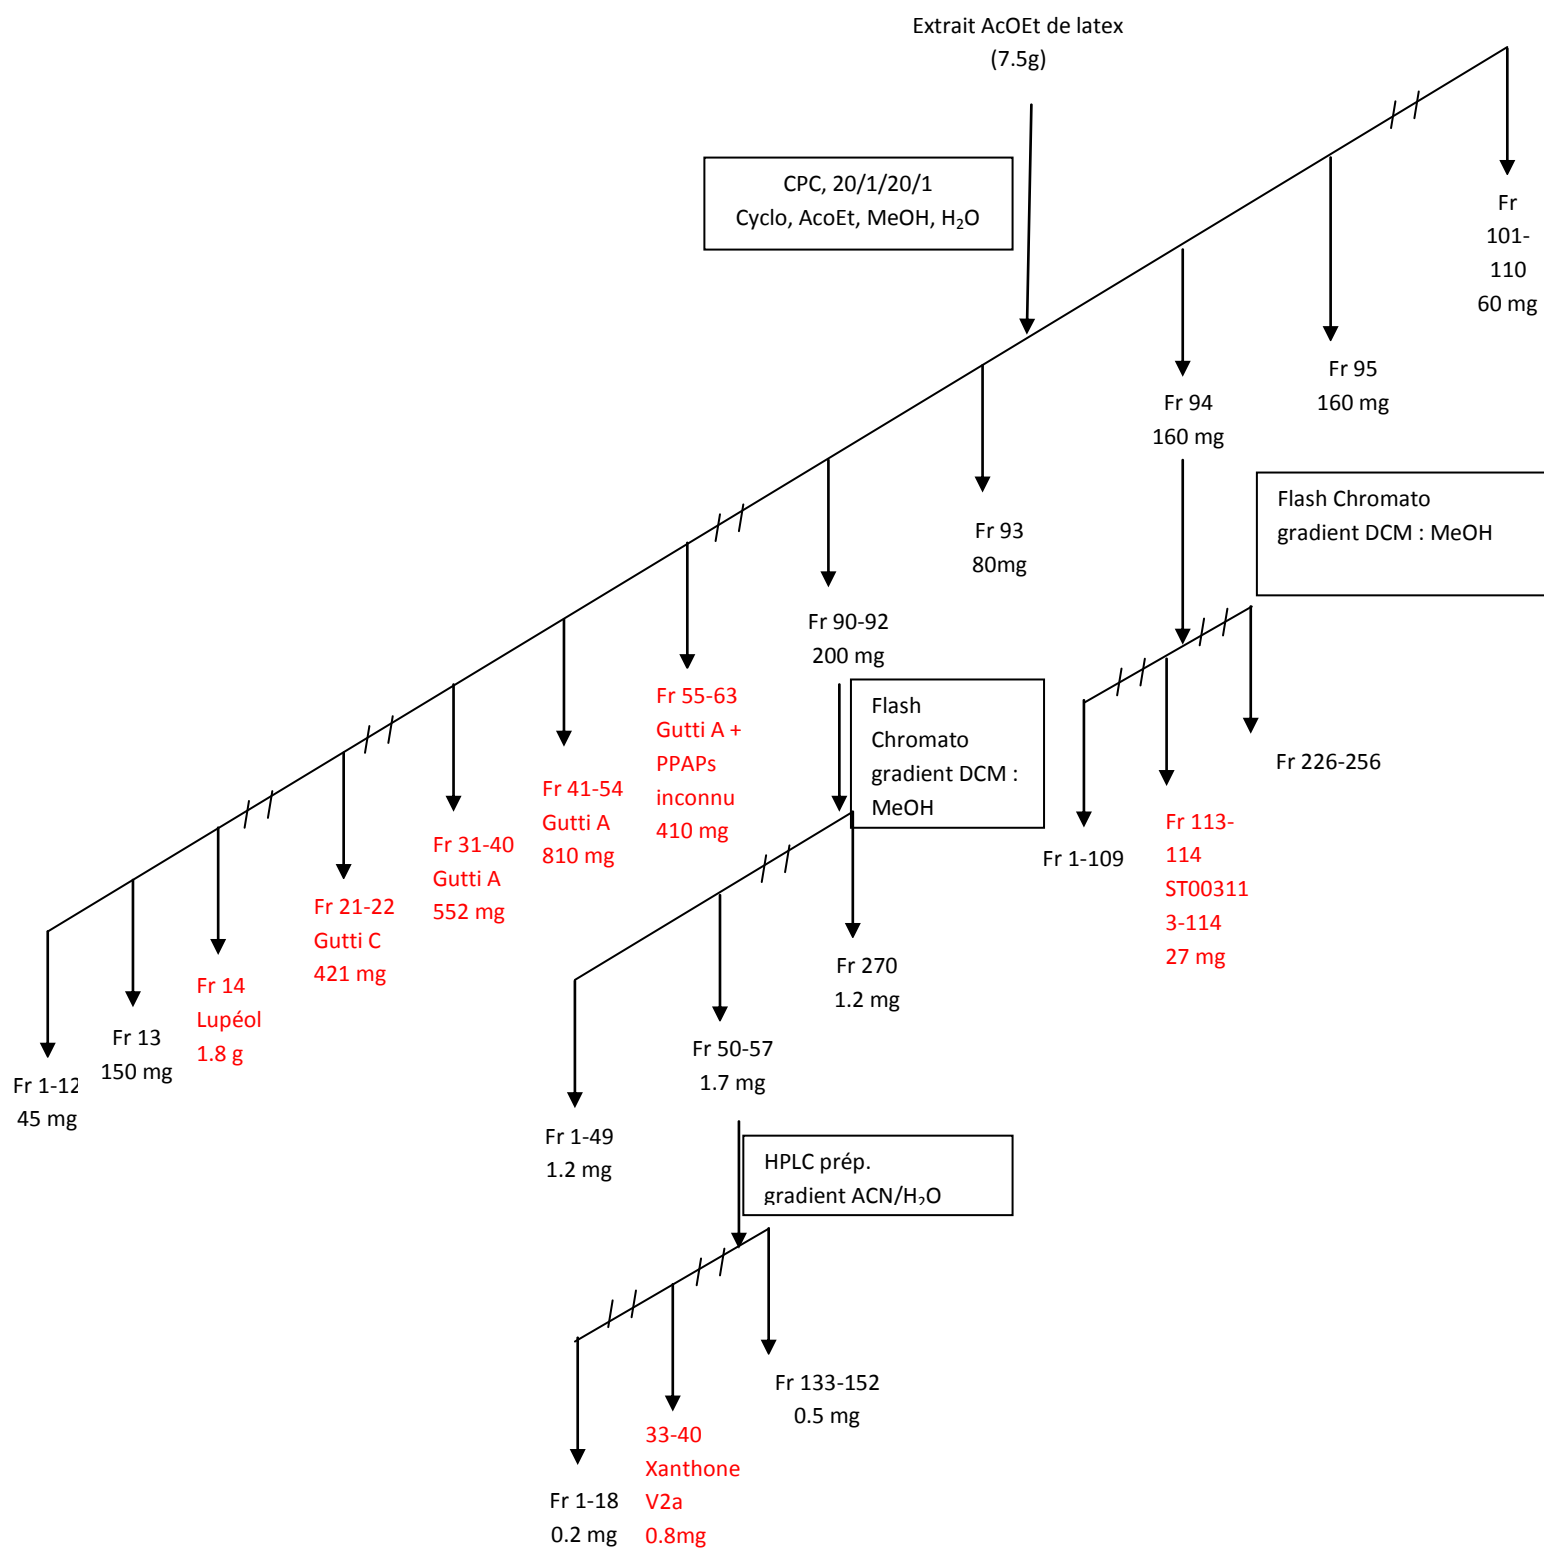 Extrait AcOEt de latex
(7.5g)
CPC, 20/1/20/1
Cyclo, AcoEt, MeOH, H₂O
Fr
101-
110
60 mg
Fr 95
160 mg
Fr 94
160 mg
Flash Chromato
gradient DCM : MeOH
Fr 93
80mg
Fr 90-92
200 mg
Flash
Chromato
gradient DCM :
MeOH
Fr 55-63
Gutti A +
PPAPs
inconnu
410 mg
Fr 41-54
Gutti A
810 mg
Fr 31-40
Gutti A
552 mg
Fr 21-22
Gutti C
421 mg
Fr 14
Lupéol
1.8 g
Fr 13
150 mg
Fr 1-12
45 mg
Fr 1-109
Fr 113-
114
ST00311
3-114
27 mg
Fr 226-256
Fr 270
1.2 mg
Fr 50-57
1.7 mg
Fr 1-49
1.2 mg
HPLC prép.
gradient ACN/H₂O
Fr 133-152
0.5 mg
33-40
Xanthone
V2a
0.8mg
Fr 1-18
0.2 mg